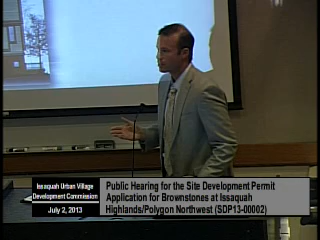 Issaquah Urban Village
Development Commission
July 2, 2013
Public Hearing for the Site Development Permit
Application for Brownstones at Issaquah
Highlands/Polygon Northwest (SDP13-00002)